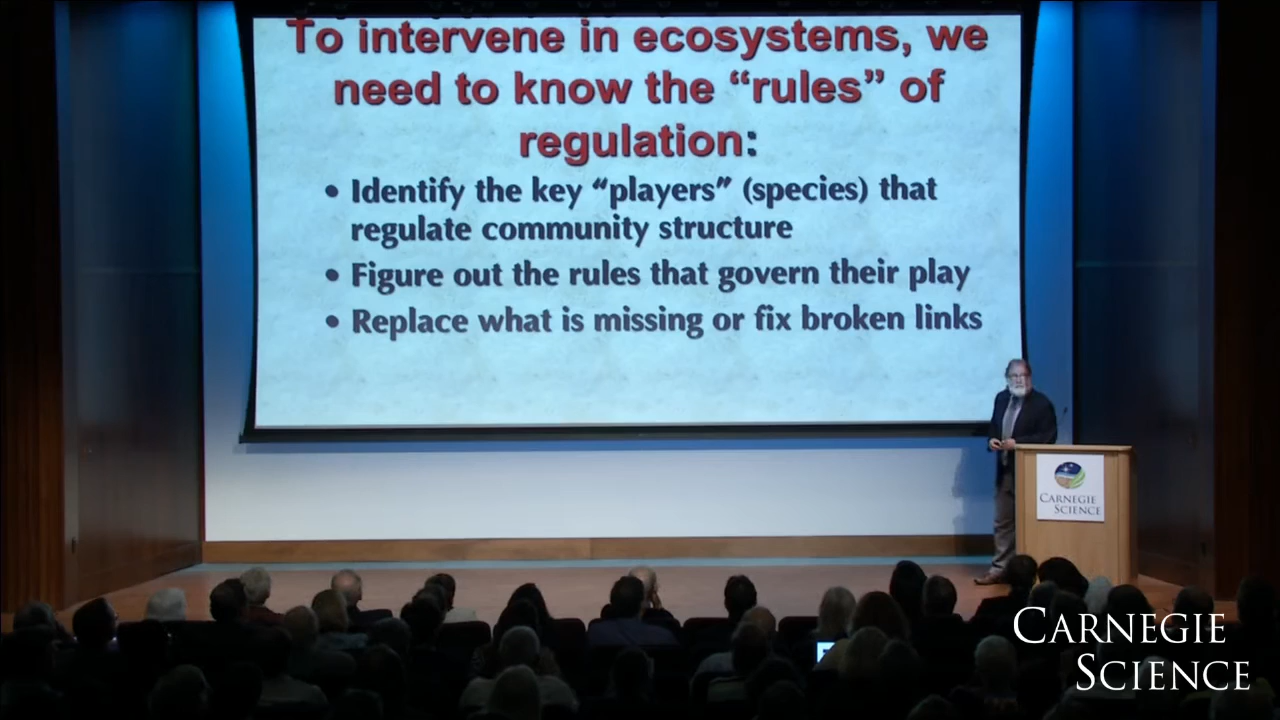 To intervene in ecosystems, we
need to know the “rules” of
regulation:
• Identify the key “players” (species) that
regulate community structure
• Figure out the rules that govern their play
• Replace what is missing or fix broken links
CARNEGIE
SCIENCE
CARNEGIE
SCIENCE